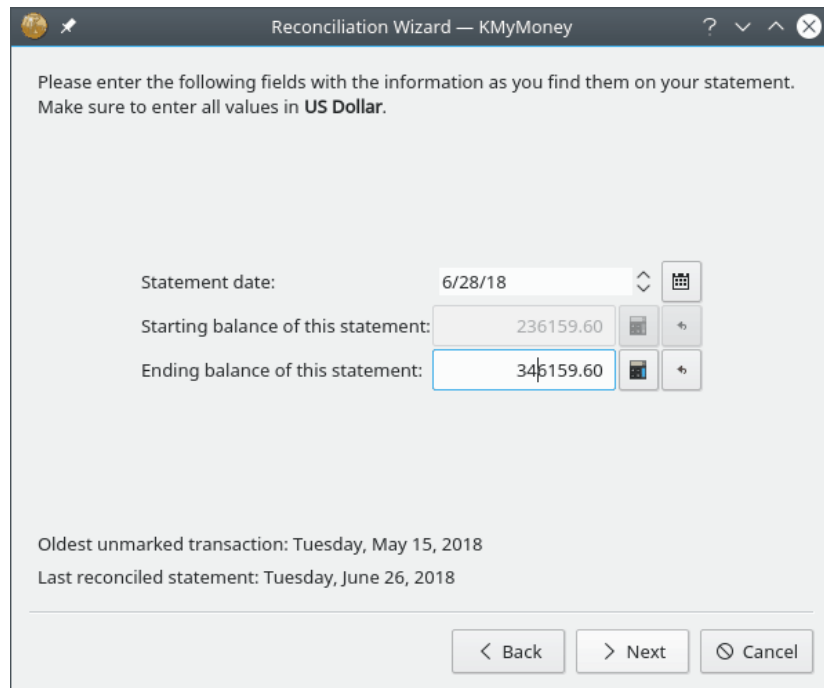 Reconciliation Wizard — KMyMoney
Please enter the following fields with the information as you find them on your statement.
Make sure to enter all values in US Dollar.
Statement date: 6/28/18
Starting balance of this statement: 236159.60
Ending balance of this statement: 346159.60
Oldest unmarked transaction: Tuesday, May 15, 2018
Last reconciled statement: Tuesday, June 26, 2018
Back Next Cancel